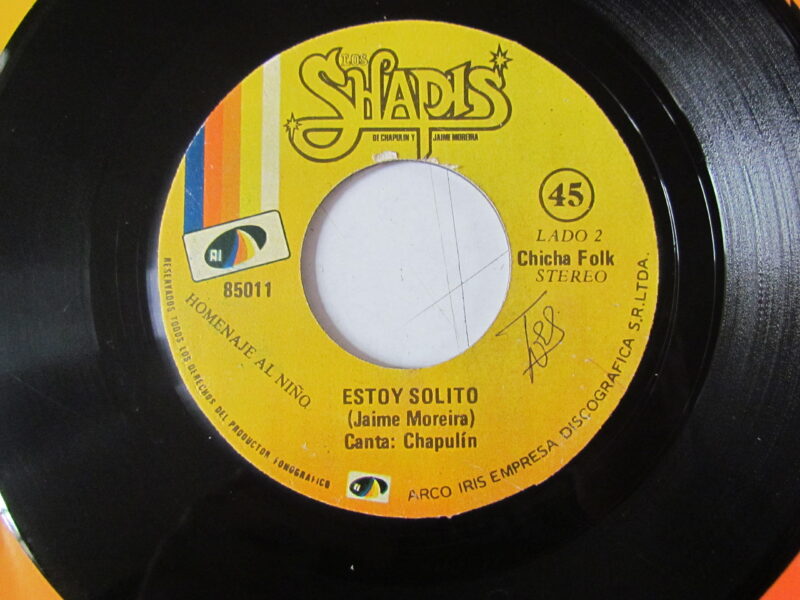 LOS
SHAPIS
DE CHAPULIN Y JAIME MOREIRA
45
LADO 2
Chicha Folk
STEREO
AI
85011
HOMENAJE AL NIÑO
ESTOY SOLITO
(Jaime Moreira)
Canta: Chapulín
RESERVADOS TODOS LOS DERECHOS DEL PRODUCTOR FONOGRAFICO
AI
ARCO IRIS EMPRESA DISCOGRAFICA S.R.LTDA.